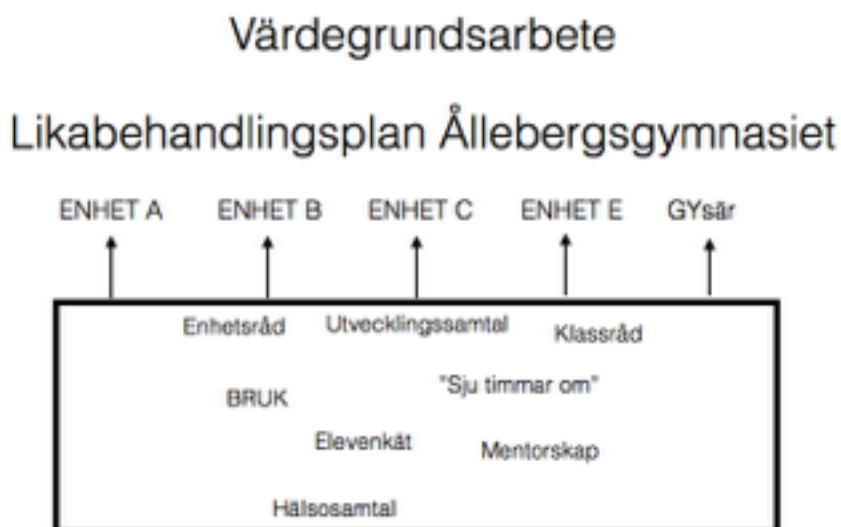 Värdegrundsarbete
Likabehandlingsplan Ållebergsgymnasiet
ENHET A ENHET B ENHET C ENHET E GYsär
Enhetsråd Utvecklingssamtal Klassråd
BRUK "Sju timmar om"
Elevenkät Mentorskap
Hälsosamtal